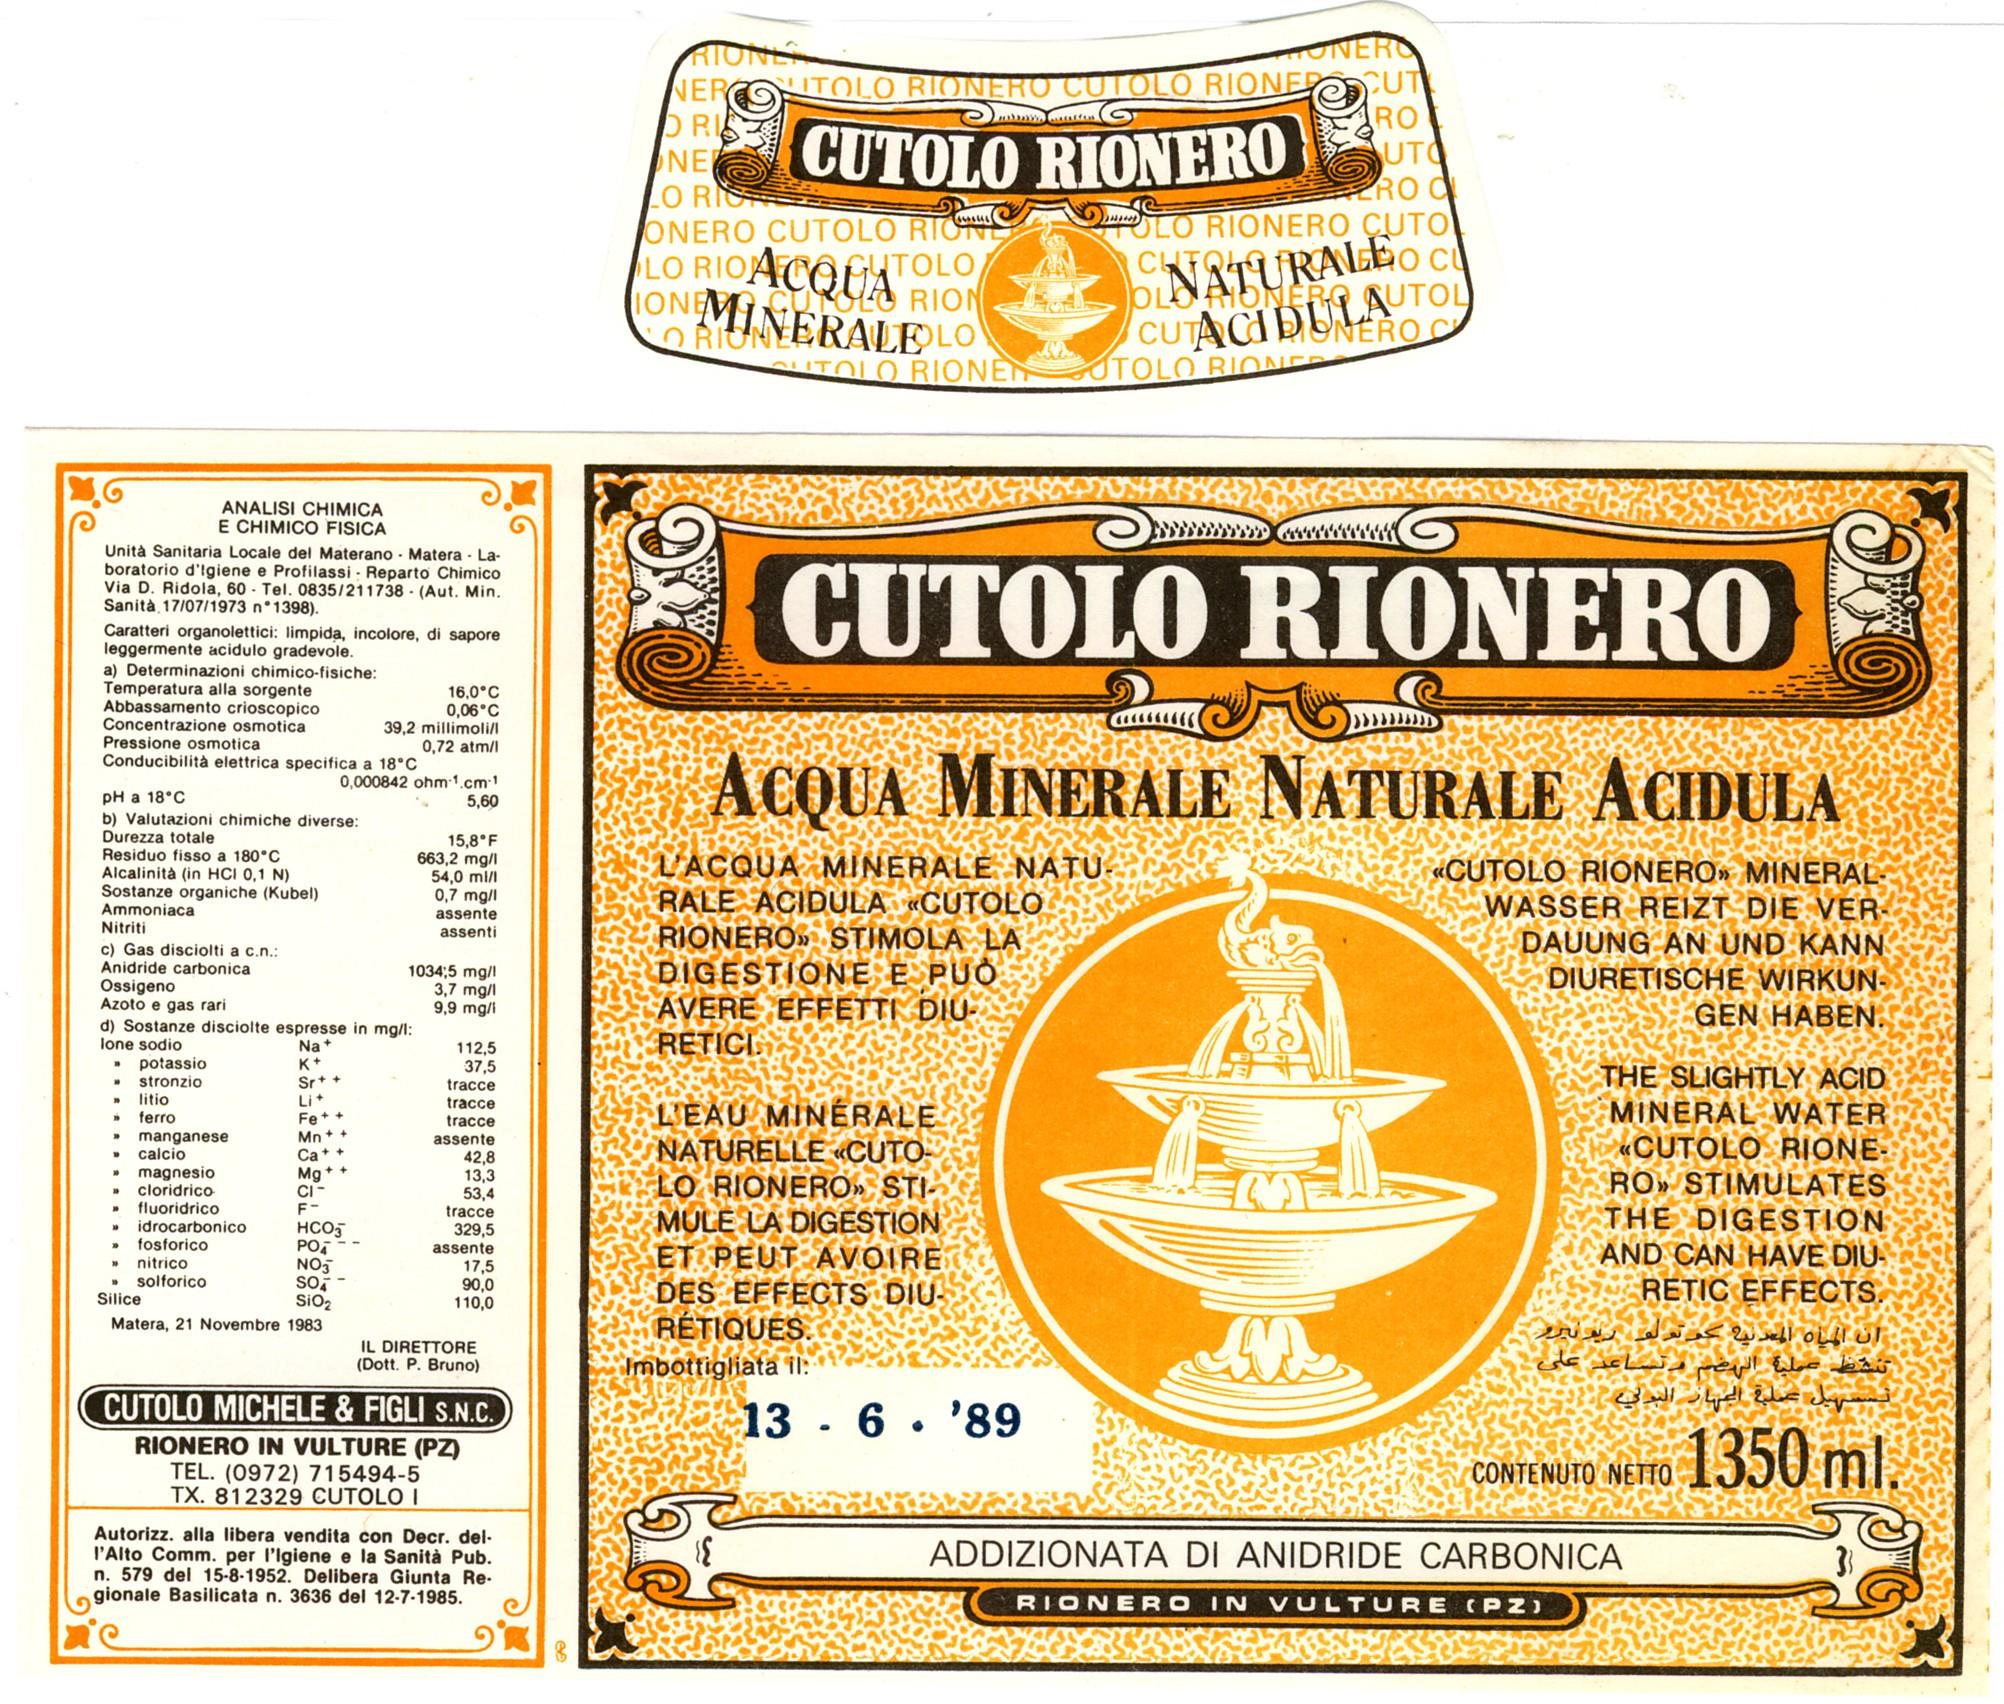 CUTOLO RIONERO
ACQUA
MINERALE
NATURALE
ACIDULA
ANALISI CHIMICA
E CHIMICO FISICA
Unità Sanitaria Locale del Materano - Matera - La-
boratorio d'Igiene e Profilassi - Reparto Chimico
Via D. Ridola, 60 - Tel. 0835/211738 - (Aut. Min.
Sanità 17/07/1973 n° 1398).
Caratteri organolettici: limpida, incolore, di sapore
leggermente acidulo gradevole.
a) Determinazioni chimico-fisiche:
Temperatura alla sorgente 16,0°C
Abbassamento crioscopico 0,06°C
Concentrazione osmotica 39,2 millimoli/l
Pressione osmotica 0,72 atm/l
Conducibilità elettrica specifica a 18°C
0,000842 ohm⁻¹.cm⁻¹
pH a 18°C 5,60
b) Valutazioni chimiche diverse:
Durezza totale 15,8°F
Residuo fisso a 180°C 663,2 mg/l
Alcalinità (in HCl 0,1 N) 54,0 ml/l
Sostanze organiche (Kubel) 0,7 mg/l
Ammoniaca assente
Nitriti assenti
c) Gas disciolti a c.n.:
Anidride carbonica 1034,5 mg/l
Ossigeno 3,7 mg/l
Azoto e gas rari 9,9 mg/l
d) Sostanze disciolte espresse in mg/l:
Ione sodio Na⁺ 112,5
» potassio K⁺ 37,5
» stronzio Sr⁺⁺ tracce
» litio Li⁺ tracce
» ferro Fe⁺⁺ tracce
» manganese Mn⁺⁺ assente
» calcio Ca⁺⁺ 42,8
» magnesio Mg⁺⁺ 13,3
» cloridrico Cl⁻ 53,4
» fluoridrico F⁻ tracce
» idrocarbonico HCO₃⁻ 329,5
» fosforico PO₄⁻⁻⁻ assente
» nitrico NO₃⁻ 17,5
» solforico SO₄⁻⁻ 90,0
Silice SiO₂ 110,0
Matera, 21 Novembre 1983
IL DIRETTORE
(Dott. P. Bruno)
CUTOLO MICHELE & FIGLI S.N.C.
RIONERO IN VULTURE (PZ)
TEL. (0972) 715494-5
TX. 812329 CUTOLO I
Autorizz. alla libera vendita con Decr. del-
l'Alto Comm. per l'Igiene e la Sanità Pub.
n. 579 del 15-8-1952. Delibera Giunta Re-
gionale Basilicata n. 3636 del 12-7-1985.
CUTOLO RIONERO
ACQUA MINERALE NATURALE ACIDULA
L'ACQUA MINERALE NATU-
RALE ACIDULA «CUTOLO
RIONERO» STIMOLA LA
DIGESTIONE E PUÒ
AVERE EFFETTI DIU-
RETICI.
L'EAU MINÉRALE
NATURELLE «CUTO-
LO RIONERO» STI-
MULE LA DIGESTION
ET PEUT AVOIRE
DES EFFECTS DIU-
RÉTIQUES.
«CUTOLO RIONERO» MINERAL-
WASSER REIZT DIE VER-
DAUUNG AN UND KANN
DIURETISCHE WIRKUN-
GEN HABEN.
THE SLIGHTLY ACID
MINERAL WATER
«CUTOLO RIONE-
RO» STIMULATES
THE DIGESTION
AND CAN HAVE DIU-
RETIC EFFECTS.
ان المياه المعدنية كوتولو ريونيرو
تنشظ عملية الهضم وتساعد على
تسهيل عملية الجهاز البولي
Imbottigliata il:
13 - 6 . '89
CONTENUTO NETTO 1350 ml.
ADDIZIONATA DI ANIDRIDE CARBONICA
RIONERO IN VULTURE (PZ)